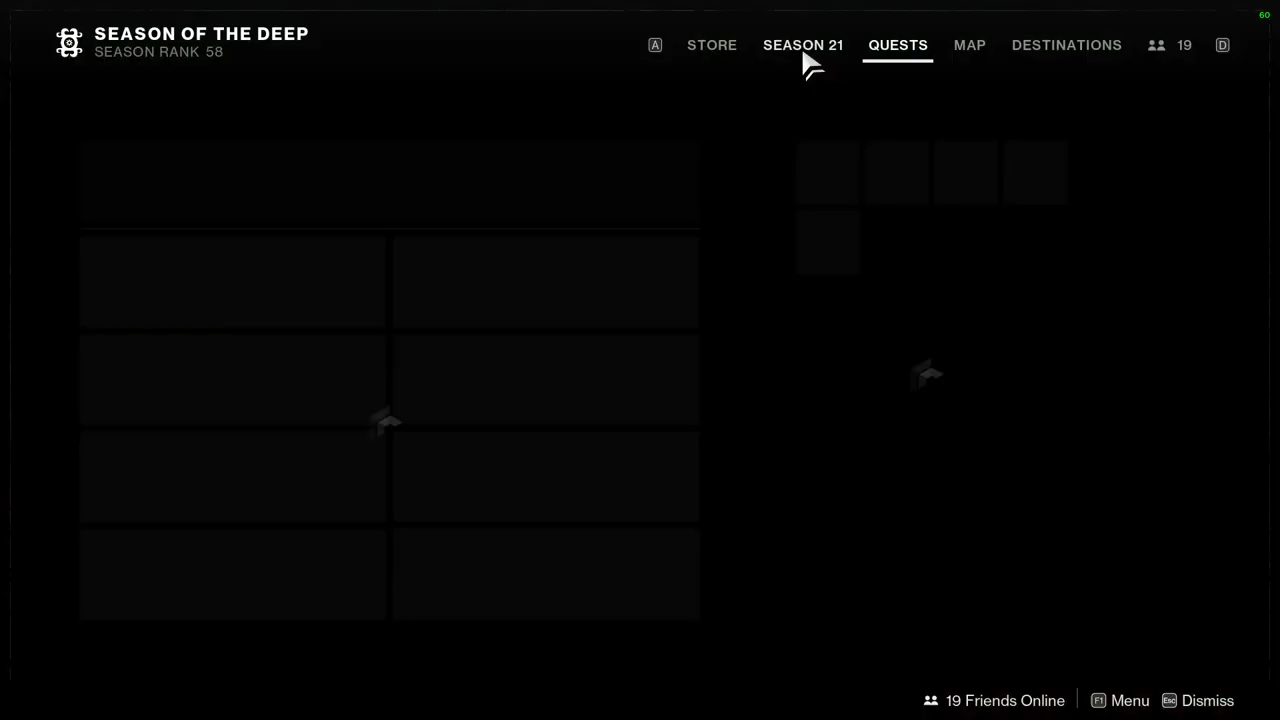 60
SEASON OF THE DEEP
SEASON RANK 58
A STORE SEASON 21 QUESTS MAP DESTINATIONS 19 D
19 Friends Online F1 Menu Esc Dismiss